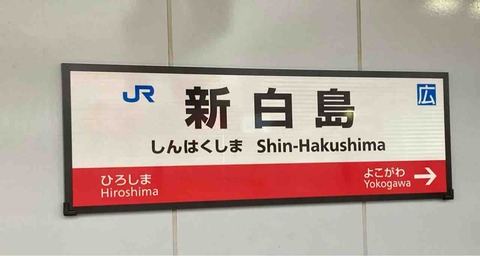 JR
新白島
広
しんはくしま Shin-Hakushima
ひろしま
Hiroshima
よこがわ
Yokogawa →